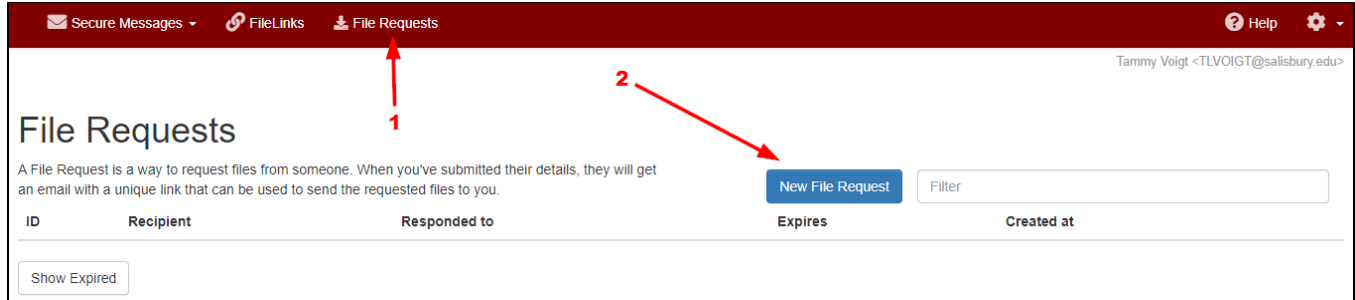 Secure Messages FileLinks File Requests Help
Tammy Voigt <TLVOIGT@salisbury.edu>
2
1
File Requests
A File Request is a way to request files from someone. When you've submitted their details, they will get
an email with a unique link that can be used to send the requested files to you.
New File Request Filter
ID Recipient Responded to Expires Created at
Show Expired